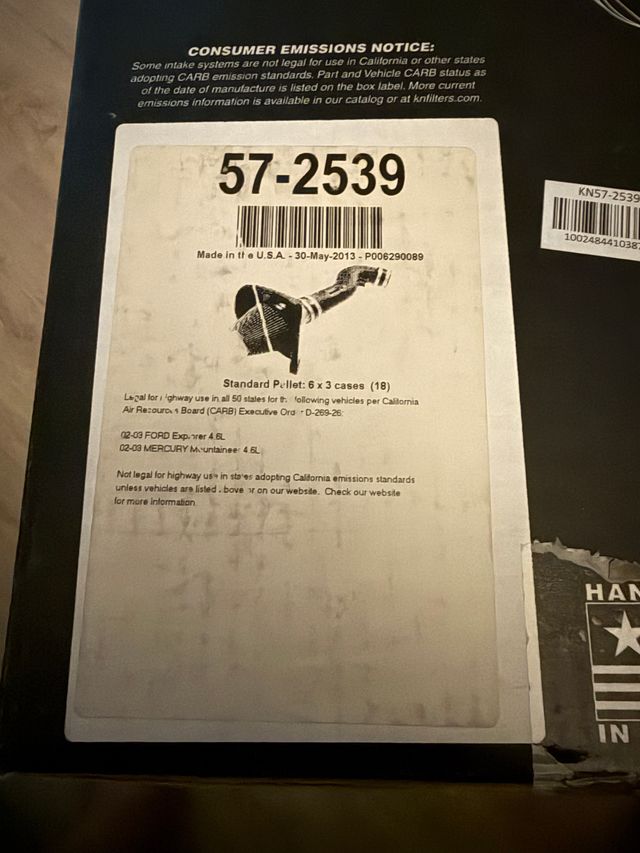 CONSUMER EMISSIONS NOTICE:
Some intake systems are not legal for use in California or other states
adopting CARB emission standards. Part and Vehicle CARB status as
of the date of manufacture is listed on the box label. More current
emissions information is available in our catalog or at knfilters.com.
57-2539
Made in the U.S.A. - 30-May-2013 - P006290089
Standard Pallet: 6 x 3 cases (18)
Legal for highway use in all 50 states for the following vehicles per California
Air Resources Board (CARB) Executive Order D-269-26:
02-03 FORD Explorer 4.6L
02-03 MERCURY Mountaineer 4.6L
Not legal for highway use in states adopting California emissions standards
unless vehicles are listed above or on our website. Check our website
for more information.
KN57-2539
1002484410387
HAN
IN